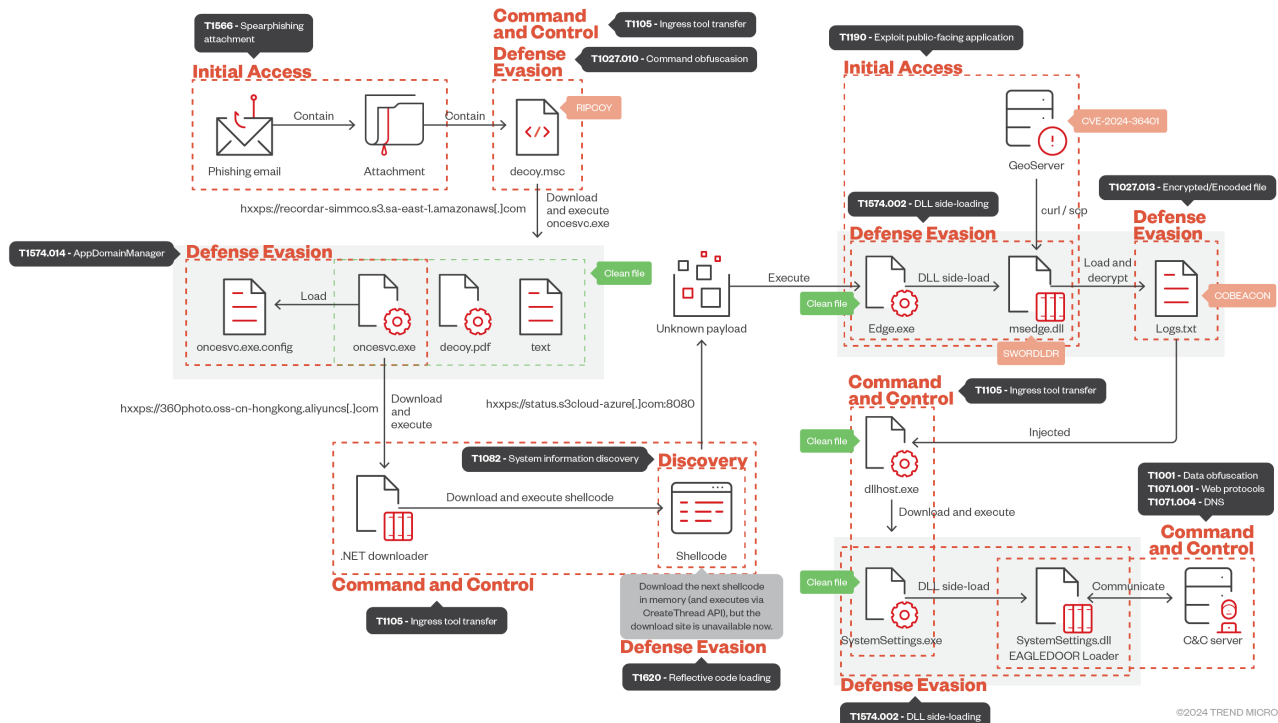 T1566 - Spearphishing
attachment
Initial Access
Phishing email
Contain
Attachment
Contain
Command
and Control
T1105 - Ingress tool transfer
Defense
Evasion
T1027.010 - Command obfuscasion
RIPCOY
decoy.msc
hxxps://recordar-simmco.s3.sa-east-1.amazonaws[.]com
Download
and execute
oncesvc.exe
T1574.014 - AppDomainManager
Defense Evasion
Clean file
Load
oncesvc.exe.config
oncesvc.exe
decoy.pdf
text
hxxps://360photo.oss-cn-hongkong.aliyuncs[.]com
Download
and
execute
hxxps://status.s3cloud-azure[.]com:8080
T1082 - System information discovery
Discovery
Download and execute shellcode
.NET downloader
Shellcode
Command and Control
T1105 - Ingress tool transfer
Download the next shellcode
in memory (and executes via
CreateThread API), but the
download site is unavailable now.
Defense Evasion
T1620 - Reflective code loading
Unknown payload
Execute
T1190 - Exploit public-facing application
Initial Access
CVE-2024-36401
GeoServer
curl / scp
T1574.002 - DLL side-loading
Defense Evasion
Clean file
Edge.exe
DLL side-load
msedge.dll
SWORDLDR
Load and
decrypt
T1027.013 - Encrypted/Encoded file
Defense
Evasion
COBEACON
Logs.txt
Command
and Control
T1105 - Ingress tool transfer
Injected
Clean file
dllhost.exe
Download and execute
T1001 - Data obfuscation
T1071.001 - Web protocols
T1071.004 - DNS
Command
and Control
Clean file
DLL side-load
Communicate
SystemSettings.exe
SystemSettings.dll
EAGLEDOOR Loader
C&C server
Defense Evasion
T1574.002 - DLL side-loading
©2024 TREND MICRO